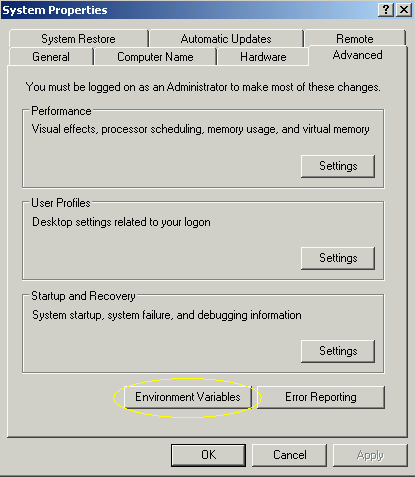 System Properties
System Restore Automatic Updates Remote
General Computer Name Hardware Advanced
You must be logged on as an Administrator to make most of these changes.
Performance
Visual effects, processor scheduling, memory usage, and virtual memory
Settings
User Profiles
Desktop settings related to your logon
Settings
Startup and Recovery
System startup, system failure, and debugging information
Settings
Environment Variables Error Reporting
OK Cancel Apply